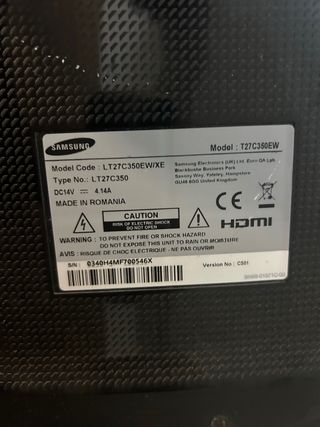 SAMSUNG
Model : T27C350EW
Model Code : LT27C350EW/XE
Type No.: LT27C350
DC14V ⎓ 4.14A
MADE IN ROMANIA
Samsung Electronics (UK) Ltd. Euro QA Lab.
Blackbushe Business Park
Saxony Way, Yateley, Hampshire
GU46 6GG United Kingdom
CE
HDMI
CAUTION
RISK OF ELECTRIC SHOCK
DO NOT OPEN
WARNING : TO PREVENT FIRE OR SHOCK HAZARD
DO NOT EXPOSE THIS UNIT TO RAIN OR MOISTURE
AVIS : RISQUE DE CHOC ELECTRIQUE - NE PAS OUVRIR
S/N : 0340H4MF700546X
Version No : CS01